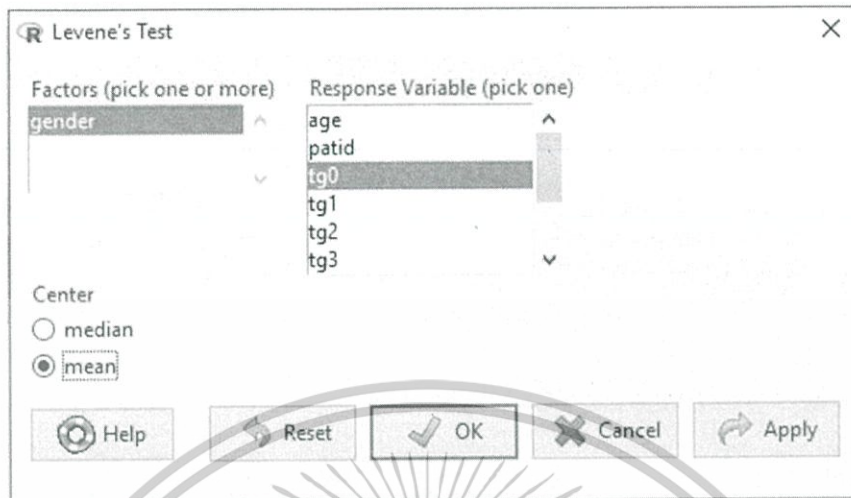 R Levene's Test
Factors (pick one or more)
gender
Response Variable (pick one)
age
patid
tg0
tg1
tg2
tg3
Center
median
mean
Help Reset OK Cancel Apply